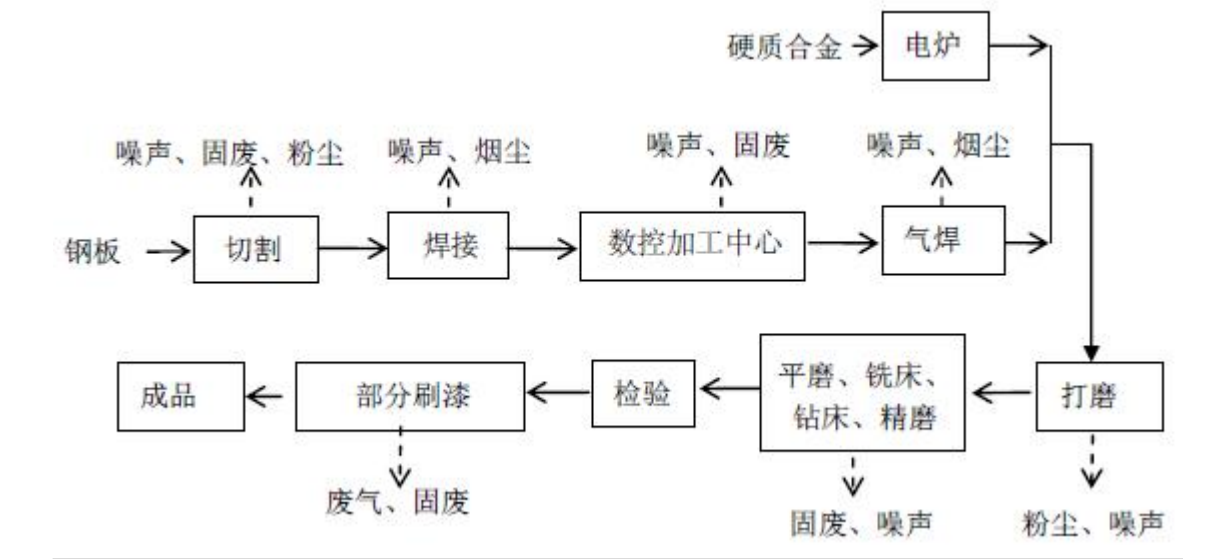 硬质合金
电炉
噪声、固废、粉尘
噪声、烟尘
噪声、固废
噪声、烟尘
钢板
切割
焊接
数控加工中心
气焊
成品
部分刷漆
检验
平磨、铣床、
钻床、精磨
打磨
废气、固废
固废、噪声
粉尘、噪声